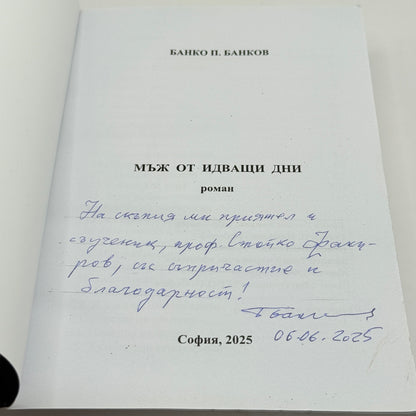 БАНКО П. БАНКОВ
МЪЖ ОТ ИДВАЩИ ДНИ
роман
На скъпия ми приятел и
съученик, проф. Стойко Факи-
ров, със съпричастие и
благодарност!
София, 2025
06.06.2025